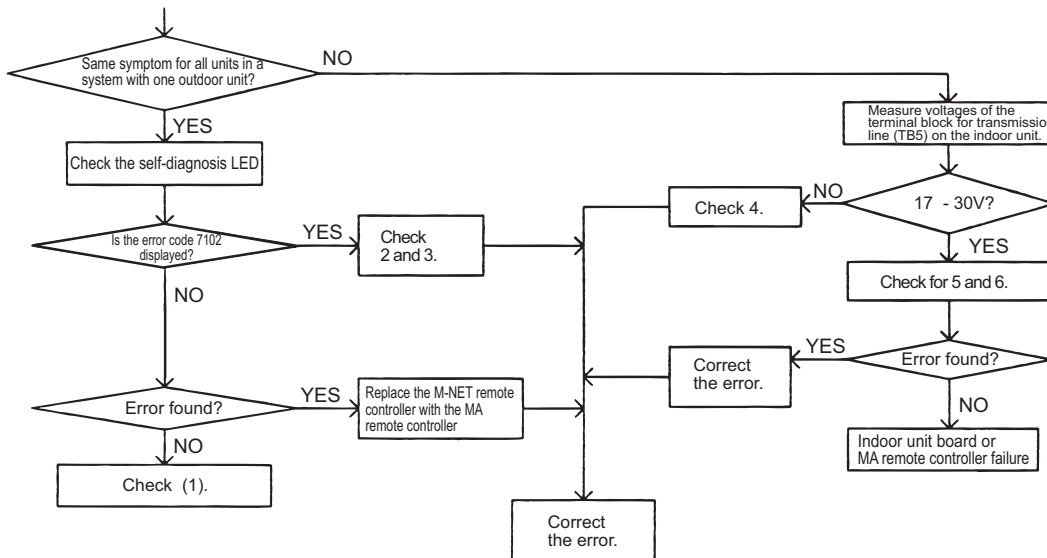 Same symptom for all units in a
system with one outdoor unit?
NO
YES
Measure voltages of the
terminal block for transmissio
line (TB5) on the indoor unit.
Check the self-diagnosis LED
NO
Check 4.
17 - 30V?
Is the error code 7102
displayed?
YES
Check
2 and 3.
YES
Check for 5 and 6.
NO
YES
Correct
the error.
Error found?
Error found?
YES
Replace the M-NET remote
controller with the MA
remote controller
NO
NO
Indoor unit board or
MA remote controller failure
Check (1).
Correct
the error.